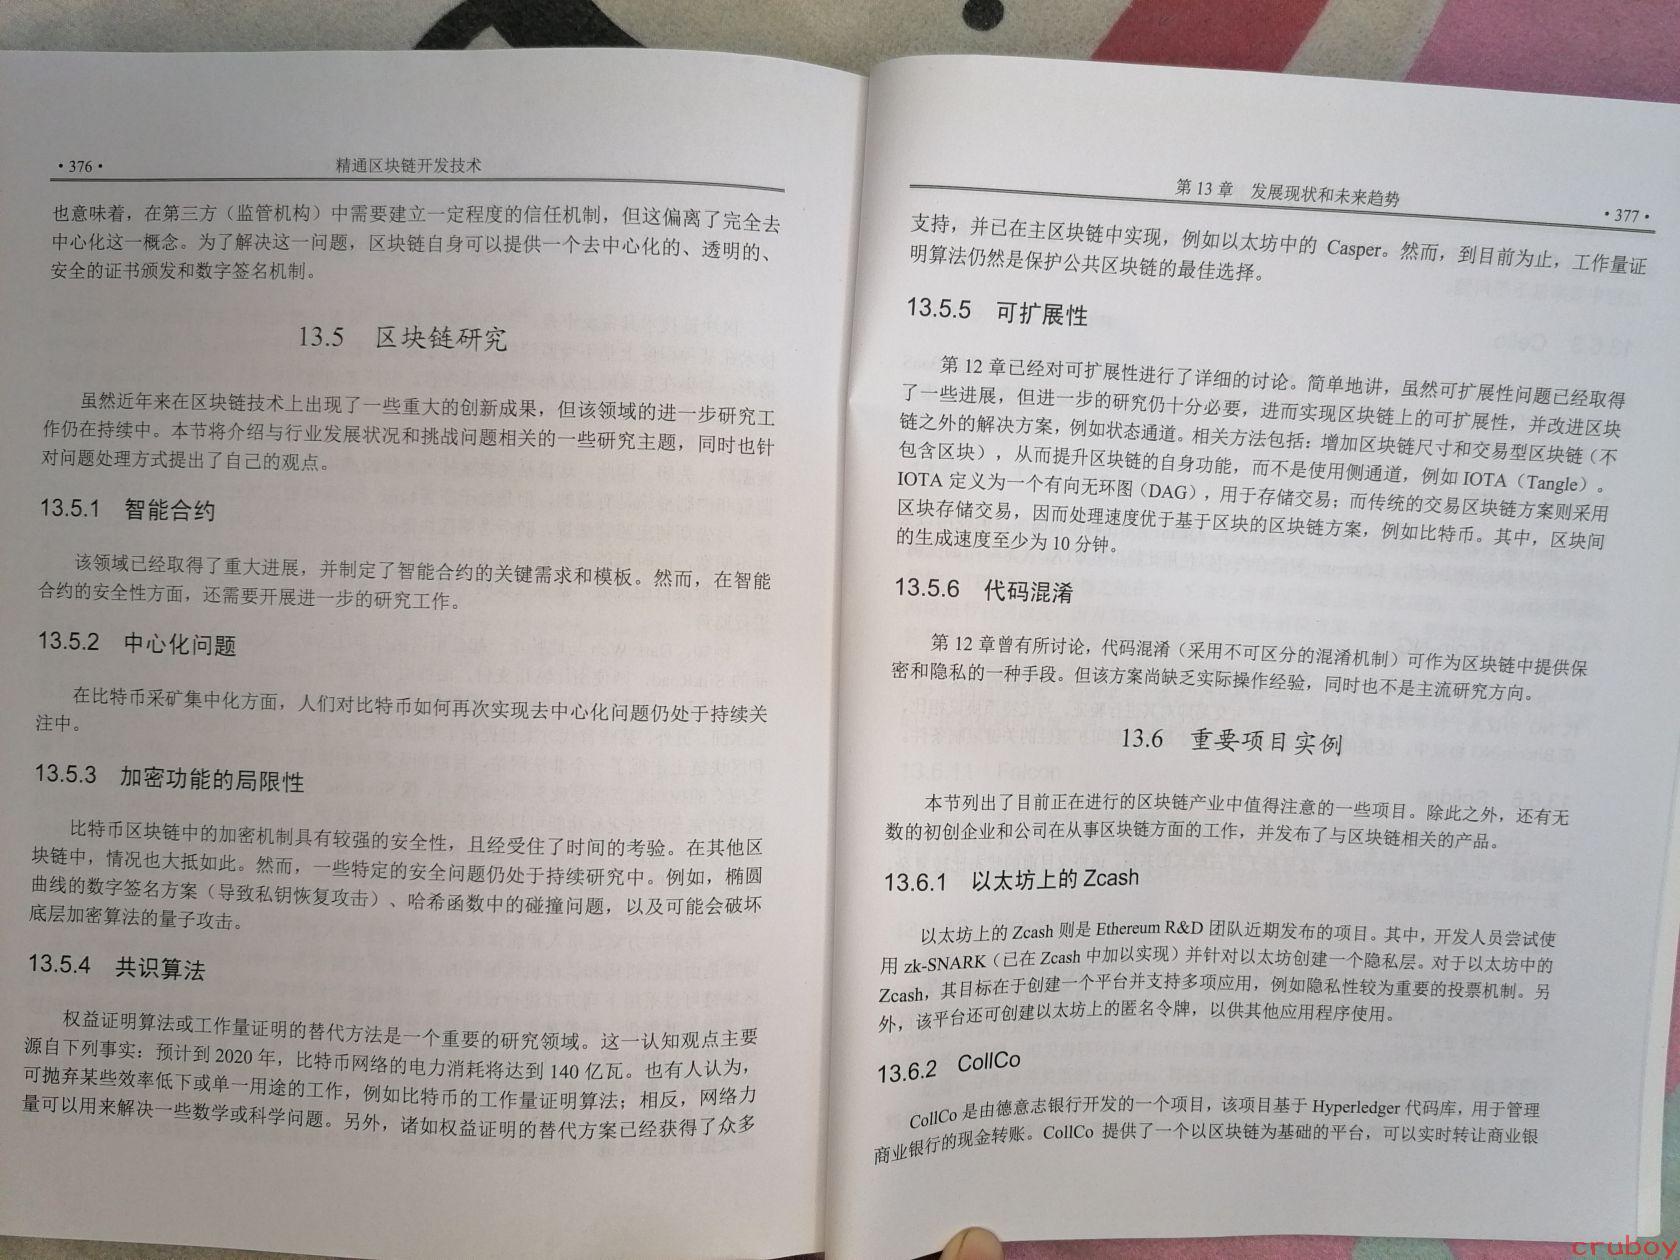 ·376·
精通区块链开发技术
也意味着，在第三方（监管机构）中需要建立一定程度的信任机制，但这偏离了完全去
中心化这一概念。为了解决这一问题，区块链自身可以提供一个去中心化的、透明的、
安全的证书颁发和数字签名机制。
13.5 区块链研究
虽然近年来在区块链技术上出现了一些重大的创新成果，但该领域的进一步研究工
作仍在持续中。本节将介绍与行业发展状况和挑战问题相关的一些研究主题，同时也针
对问题处理方式提出了自己的观点。
13.5.1 智能合约
该领域已经取得了重大进展，并制定了智能合约的关键需求和模板。然而，在智能
合约的安全性方面，还需要开展进一步的研究工作。
13.5.2 中心化问题
在比特币采矿集中化方面，人们对比特币如何再次实现去中心化问题仍处于持续关
注中。
13.5.3 加密功能的局限性
比特币区块链中的加密机制具有较强的安全性，且经受住了时间的考验。在其他区
块链中，情况也大抵如此。然而，一些特定的安全问题仍处于持续研究中。例如，椭圆
曲线的数字签名方案（导致私钥恢复攻击）、哈希函数中的碰撞问题，以及可能会破坏
底层加密算法的量子攻击。
13.5.4 共识算法
权益证明算法或工作量证明的替代方法是一个重要的研究领域。这一认知观点主要
源自下列事实：预计到 2020 年，比特币网络的电力消耗将达到 140 亿瓦。也有人认为，
可抛弃某些效率低下或单一用途的工作，例如比特币的工作量证明算法；相反，网络力
量可以用来解决一些数学或科学问题。另外，诸如权益证明的替代方案已经获得了众多
第 13 章 发展现状和未来趋势
·377·
支持，并已在主区块链中实现，例如以太坊中的 Casper。然而，到目前为止，工作量证
明算法仍然是保护公共区块链的最佳选择。
13.5.5 可扩展性
第 12 章已经对可扩展性进行了详细的讨论。简单地讲，虽然可扩展性问题已经取得
了一些进展，但进一步的研究仍十分必要，进而实现区块链上的可扩展性，并改进区块
链之外的解决方案，例如状态通道。相关方法包括：增加区块链尺寸和交易型区块链（不
包含区块），从而提升区块链的自身功能，而不是使用侧通道，例如 IOTA（Tangle）。
IOTA 定义为一个有向无环图（DAG），用于存储交易；而传统的交易区块链方案则采用
区块存储交易，因而处理速度优于基于区块的区块链方案，例如比特币。其中，区块间
的生成速度至少为 10 分钟。
13.5.6 代码混淆
第 12 章曾有所讨论，代码混淆（采用不可区分的混淆机制）可作为区块链中提供保
密和隐私的一种手段。但该方案尚缺乏实际操作经验，同时也不是主流研究方向。
13.6 重要项目实例
本节列出了目前正在进行的区块链产业中值得注意的一些项目。除此之外，还有无
数的初创企业和公司在从事区块链方面的工作，并发布了与区块链相关的产品。
13.6.1 以太坊上的 Zcash
以太坊上的 Zcash 则是 Ethereum R&D 团队近期发布的项目。其中，开发人员尝试使
用 zk-SNARK（已在 Zcash 中加以实现）并针对以太坊创建一个隐私层。对于以太坊中的
Zcash，其目标在于创建一个平台并支持多项应用，例如隐私性较为重要的投票机制。另
外，该平台还可创建以太坊上的匿名令牌，以供其他应用程序使用。
13.6.2 CollCo
CollCo 是由德意志银行开发的一个项目，该项目基于 Hyperledger 代码库，用于管理
商业银行的现金转账。CollCo 提供了一个以区块链为基础的平台，可以实时转让商业银
cruboy